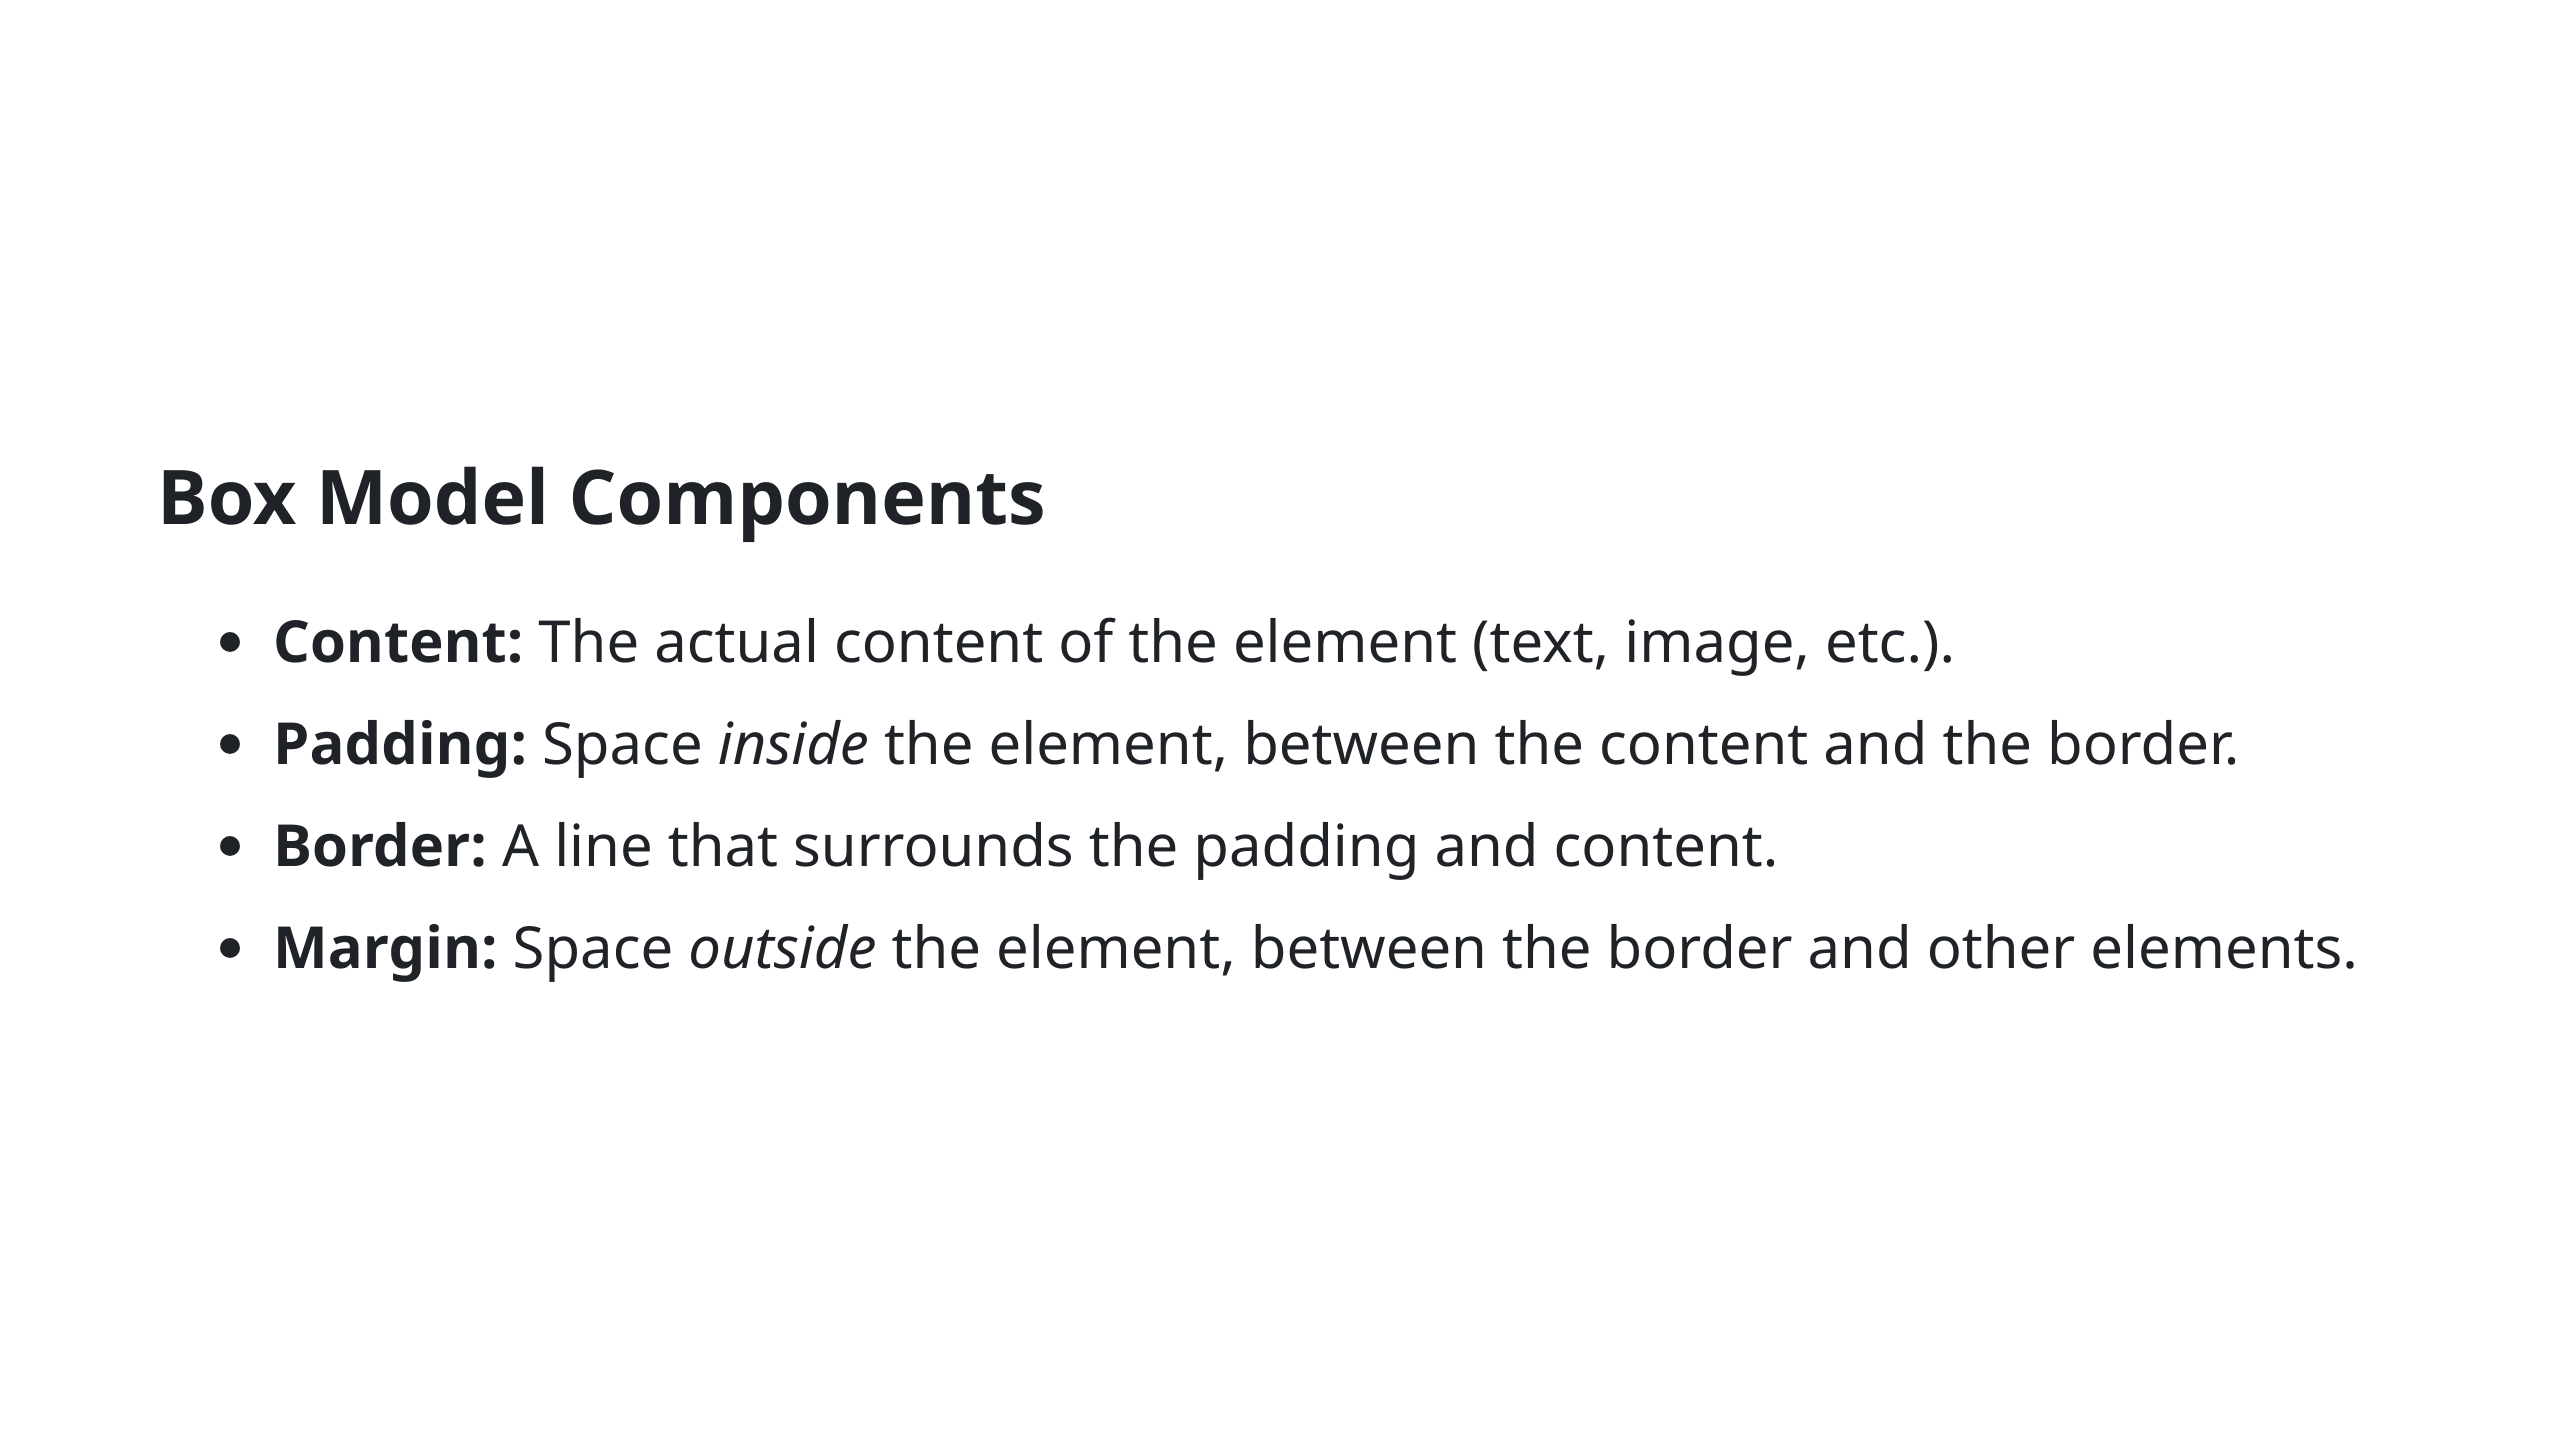 Box Model Components
• Content: The actual content of the element (text, image, etc.).
• Padding: Space inside the element, between the content and the border.
• Border: A line that surrounds the padding and content.
• Margin: Space outside the element, between the border and other elements.